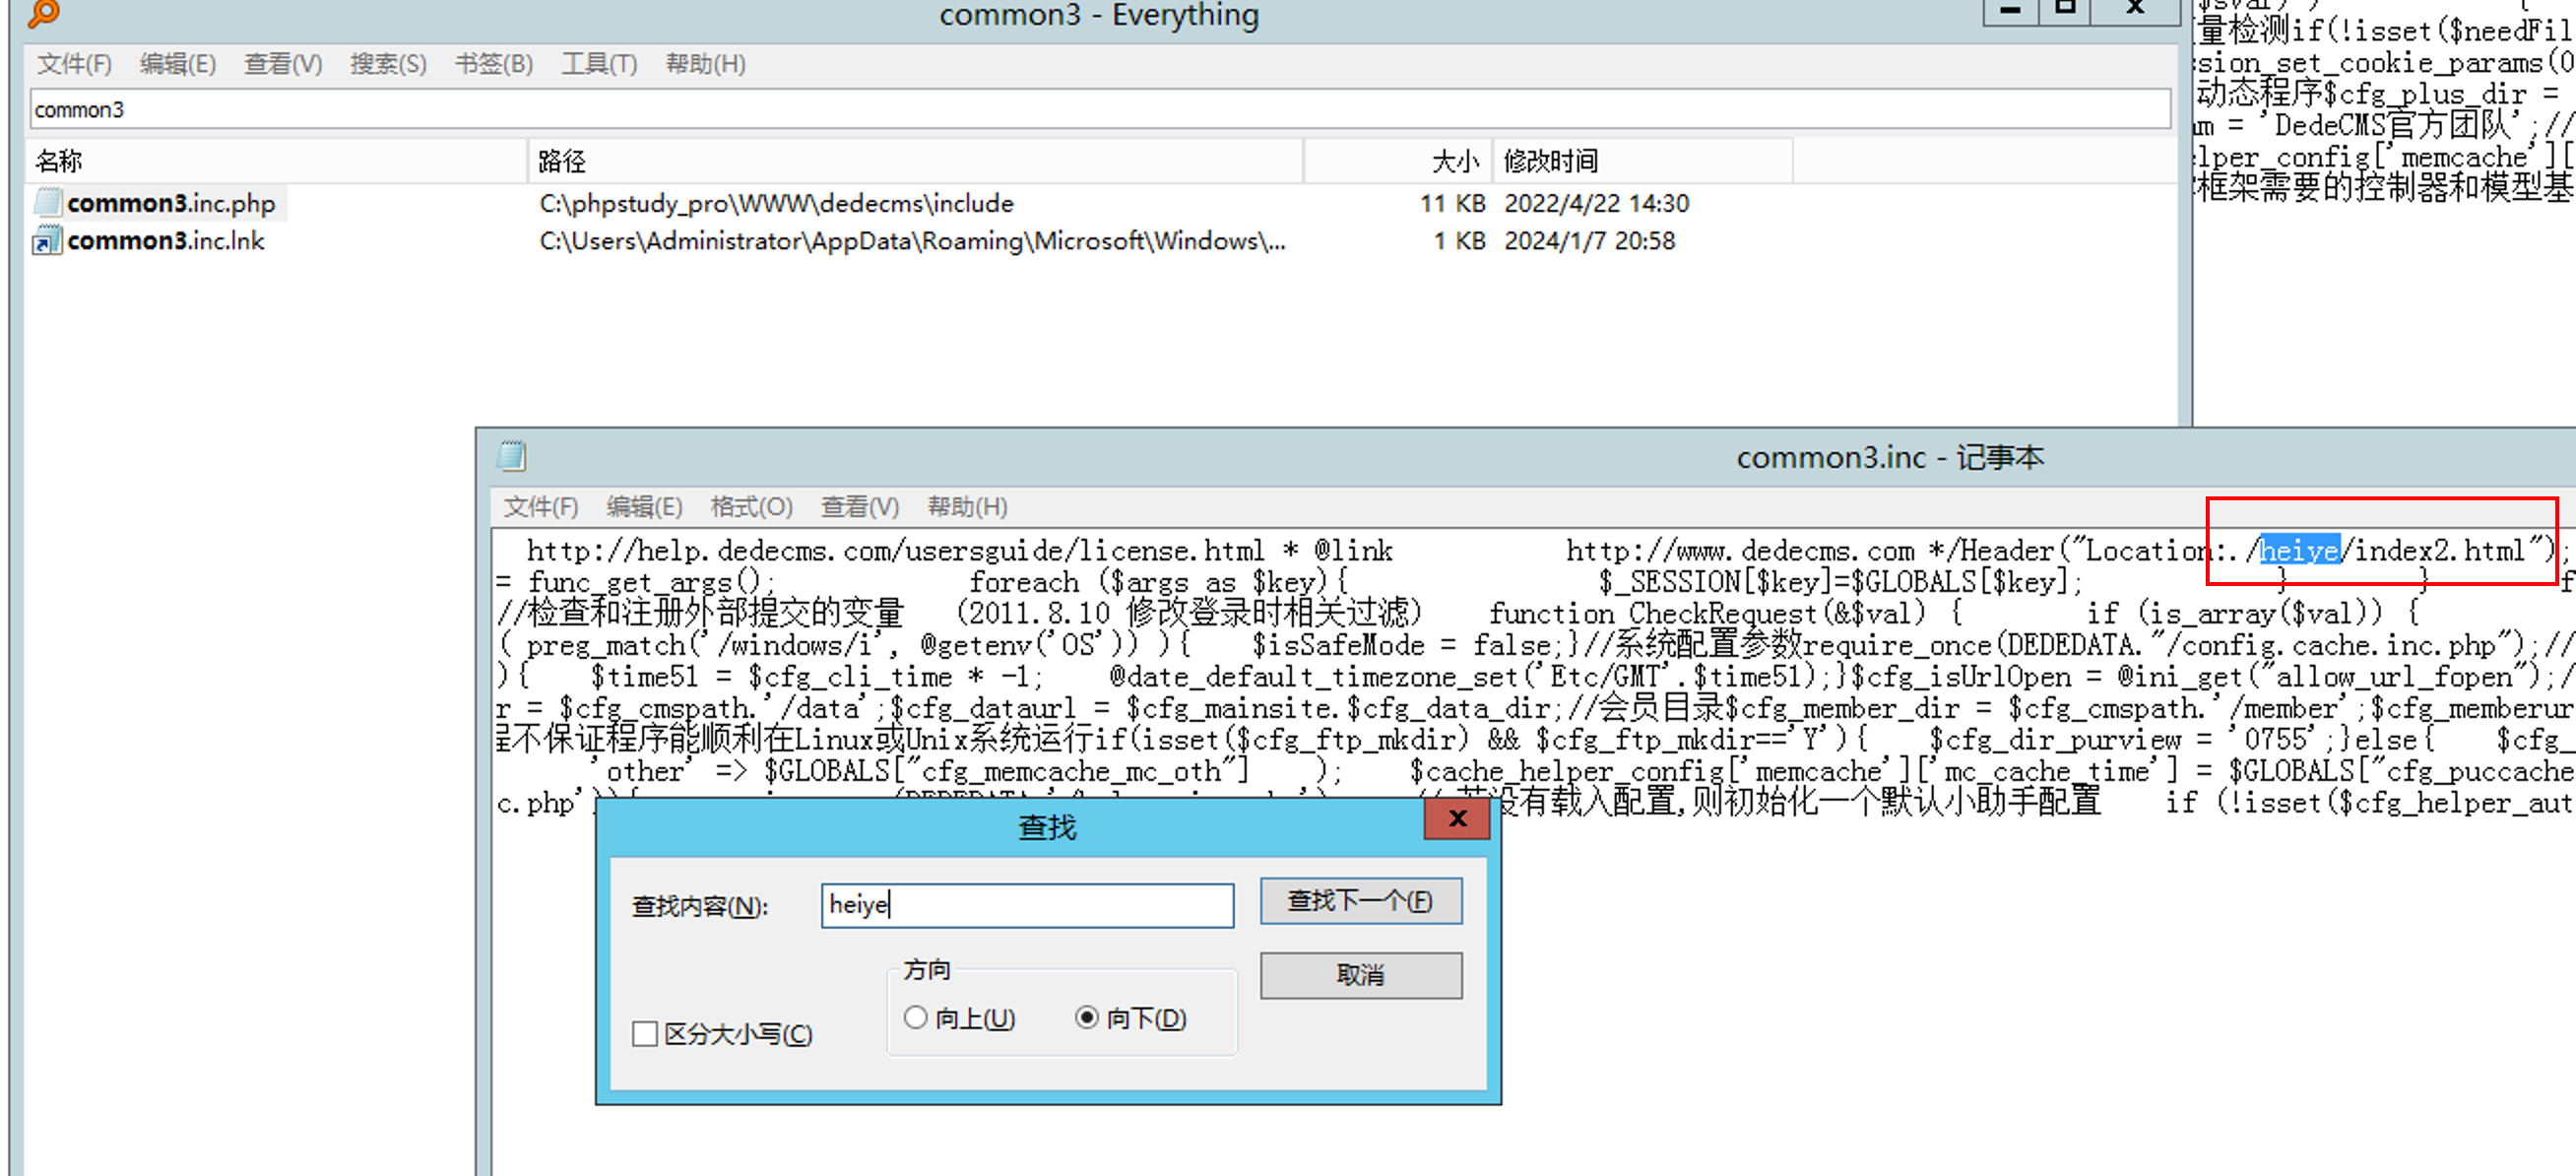 common3 - Everything
文件(F) 编辑(E) 查看(V) 搜索(S) 书签(B) 工具(T) 帮助(H)
common3
名称 路径 大小 修改时间
common3.inc.php C:\phpstudy_pro\WWW\dedecms\include 11 KB 2022/4/22 14:30
common3.inc.lnk C:\Users\Administrator\AppData\Roaming\Microsoft\Windows\... 1 KB 2024/1/7 20:58
量检测if(!isset($needFil
sion_set_cookie_params(0
动态程序$cfg_plus_dir =
am = 'DedeCMS官方团队';//
lper_config['memcache'][
框架需要的控制器和模型基
common3.inc - 记事本
文件(F) 编辑(E) 格式(O) 查看(V) 帮助(H)
http://help.dedecms.com/usersguide/license.html * @link http://www.dedecms.com */Header("Location:./heiye/index2.html");
= func_get_args(); foreach ($args as $key){ $_SESSION[$key]=$GLOBALS[$key]; } } f
//检查和注册外部提交的变量 (2011.8.10 修改登录时相关过滤) function CheckRequest(&$val) { if (is_array($val)) {
( preg_match('/windows/i', @getenv('OS')) ){ $isSafeMode = false;}//系统配置参数require_once(DEDEDATA."/config.cache.inc.php");//
){ $time51 = $cfg_cli_time * -1; @date_default_timezone_set('Etc/GMT'.$time51);}$cfg_isUrlOpen = @ini_get("allow_url_fopen");/
r = $cfg_cmspath.'/data';$cfg_dataurl = $cfg_mainsite.$cfg_data_dir;//会员目录$cfg_member_dir = $cfg_cmspath.'/member';$cfg_memberur
不保证程序能顺利在Linux或Unix系统运行if(isset($cfg_ftp_mkdir) && $cfg_ftp_mkdir=='Y'){ $cfg_dir_purview = '0755';}else{ $cfg_
'other' => $GLOBALS["cfg_memcache_mc_oth"] ); $cache_helper_config['memcache']['mc_cache_time'] = $GLOBALS["cfg_puccache
c.php')){ 没有载入配置,则初始化一个默认小助手配置 if (!isset($cfg_helper_aut
查找
x
查找内容(N): heiye 查找下一个(F)
方向 取消
区分大小写(C) 向上(U) 向下(D)